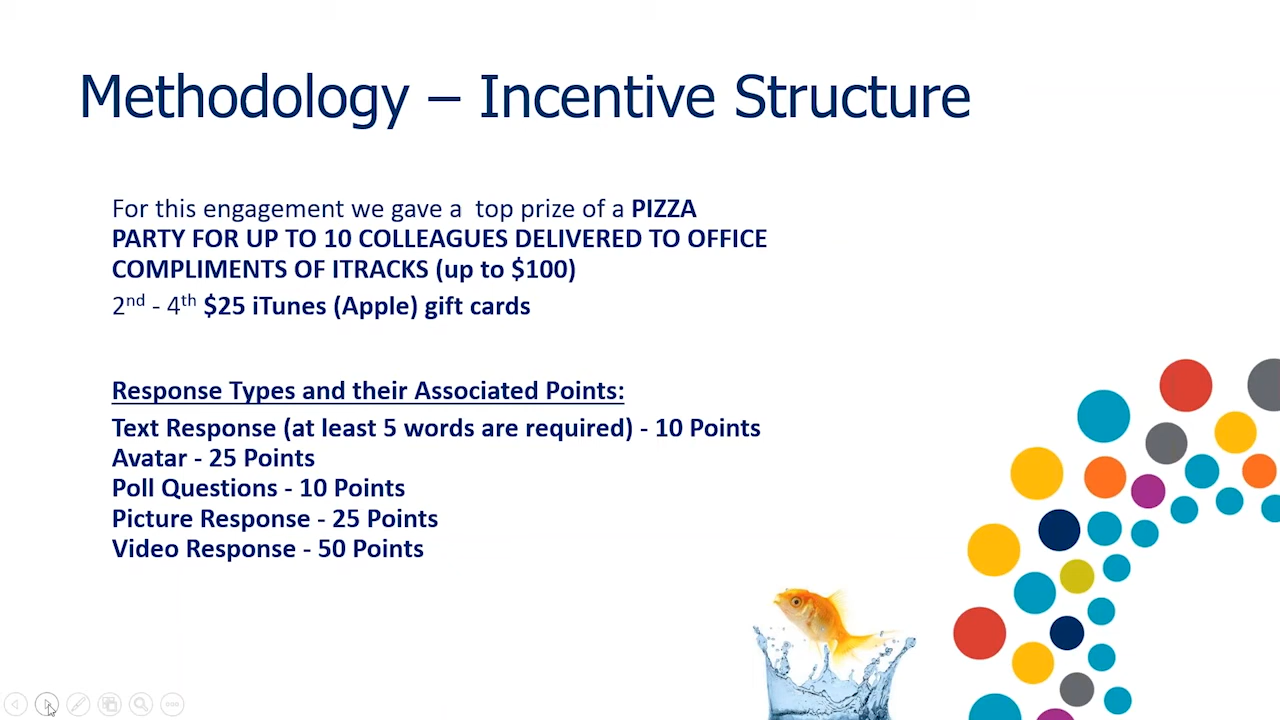 Methodology – Incentive Structure
For this engagement we gave a  top prize of a PIZZA
PARTY FOR UP TO 10 COLLEAGUES DELIVERED TO OFFICE
COMPLIMENTS OF ITRACKS (up to $100)
2nd - 4th $25 iTunes (Apple) gift cards
Response Types and their Associated Points:
Text Response (at least 5 words are required) - 10 Points
Avatar - 25 Points
Poll Questions - 10 Points
Picture Response - 25 Points
Video Response - 50 Points